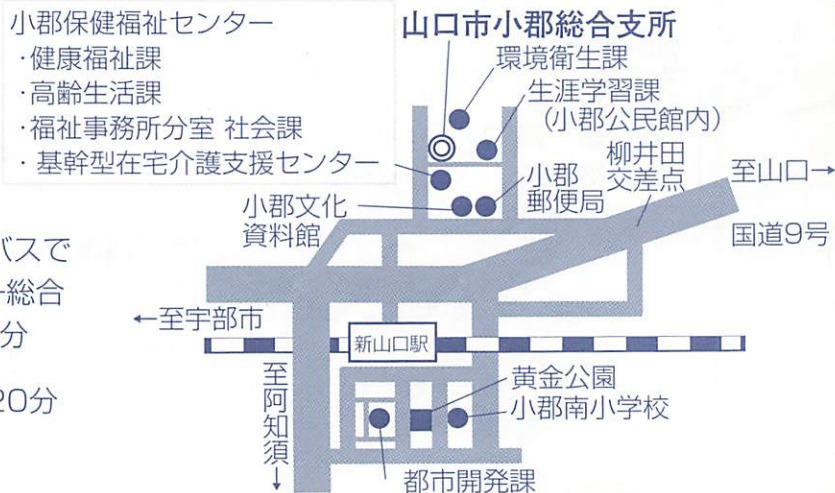 小郡保健福祉センター
・健康福祉課
・高齢生活課
・福祉事務所分室 社会課
・基幹型在宅介護支援センター
山口市小郡総合支所
環境衛生課
生涯学習課
(小郡公民館内)
柳井田
交差点
至山口→
国道9号
小郡
郵便局
小郡文化
資料館
バスで
総合
分
20分
←至宇部市
新山口駅
至阿知須↓
黄金公園
小郡南小学校
都市開発課